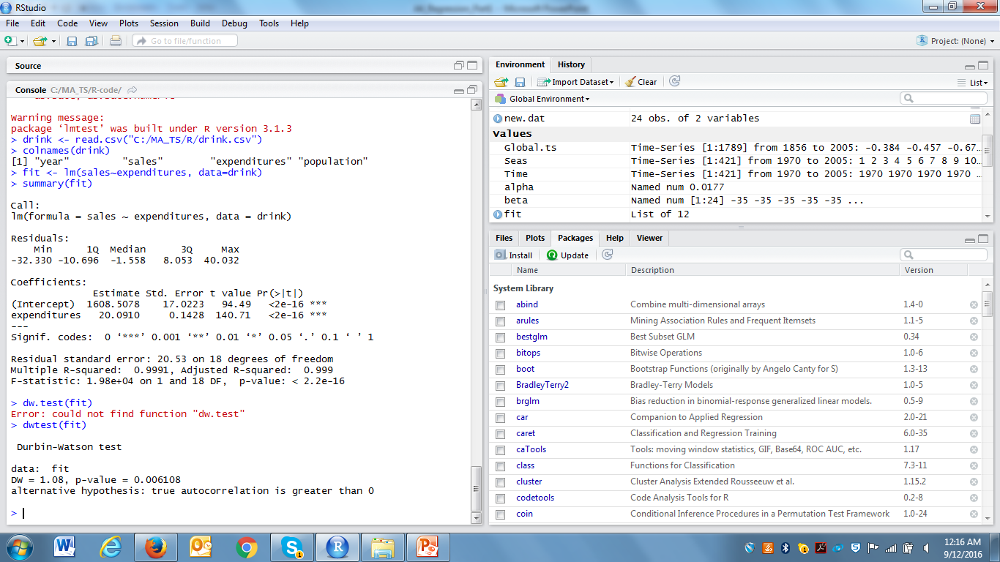 RStudio
File Edit Code View Plots Session Build Debug Tools Help
Go to file/function
Project: (None)
Source
Console C:/MA_TS/R-code/
Warning message:
package ‘lmtest’ was built under R version 3.1.3
> drink <- read.csv("C:/MA_TS/R/drink.csv")
> colnames(drink)
[1] "year" "sales" "expenditures" "population"
> fit <- lm(sales~expenditures, data=drink)
> summary(fit)
Call:
lm(formula = sales ~ expenditures, data = drink)
Residuals:
Min 1Q Median 3Q Max
-32.330 -10.696 -1.558 8.053 40.032
Coefficients:
Estimate Std. Error t value Pr(>|t|)
(Intercept) 1608.5078 17.0223 94.49 <2e-16 ***
expenditures 20.0910 0.1428 140.71 <2e-16 ***
---
Signif. codes: 0 ‘***’ 0.001 ‘**’ 0.01 ‘*’ 0.05 ‘.’ 0.1 ‘ ’ 1
Residual standard error: 20.53 on 18 degrees of freedom
Multiple R-squared: 0.9991, Adjusted R-squared: 0.999
F-statistic: 1.98e+04 on 1 and 18 DF, p-value: < 2.2e-16
> dw.test(fit)
Error: could not find function "dw.test"
> dwtest(fit)
Durbin-Watson test
data: fit
DW = 1.08, p-value = 0.006108
alternative hypothesis: true autocorrelation is greater than 0
>
Environment History
Import Dataset Clear List
Global Environment
new.dat 24 obs. of 2 variables
Values
Global.ts Time-Series [1:1789] from 1856 to 2005: -0.384 -0.457 -0.67…
Seas Time-Series [1:421] from 1970 to 2005: 1 2 3 4 5 6 7 8 9 10…
Time Time-Series [1:421] from 1970 to 2005: 1970 1970 1970 1970 …
alpha Named num 0.0177
beta Named num [1:24] -35 -35 -35 -35 -35 ...
fit List of 12
Files Plots Packages Help Viewer
Install Update
Name Description Version
System Library
abind Combine multi-dimensional arrays 1.4-0
arules Mining Association Rules and Frequent Itemsets 1.1-5
bestglm Best Subset GLM 0.34
bitops Bitwise Operations 1.0-6
boot Bootstrap Functions (originally by Angelo Canty for S) 1.3-13
BradleyTerry2 Bradley-Terry Models 1.0-5
brglm Bias reduction in binomial-response generalized linear models. 0.5-9
car Companion to Applied Regression 2.0-21
caret Classification and Regression Training 6.0-35
caTools Tools: moving window statistics, GIF, Base64, ROC AUC, etc. 1.17
class Functions for Classification 7.3-11
cluster Cluster Analysis Extended Rousseeuw et al. 1.15.2
codetools Code Analysis Tools for R 0.2-8
coin Conditional Inference Procedures in a Permutation Test Framework 1.0-24
12:16 AM
9/12/2016